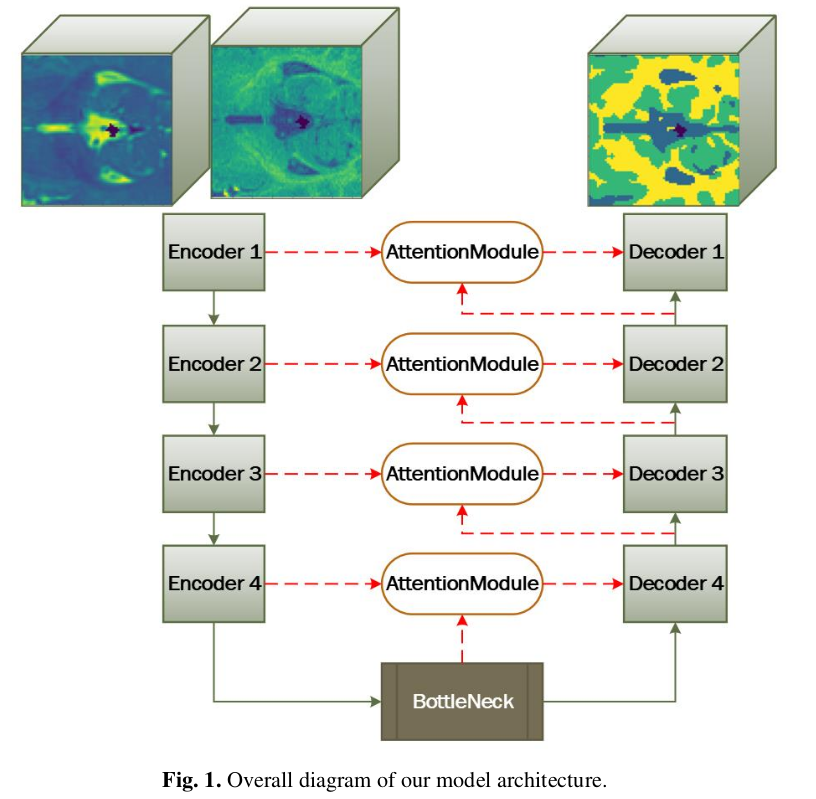 Encoder 1 AttentionModule Decoder 1
Encoder 2 AttentionModule Decoder 2
Encoder 3 AttentionModule Decoder 3
Encoder 4 AttentionModule Decoder 4
BottleNeck
Fig. 1. Overall diagram of our model architecture.